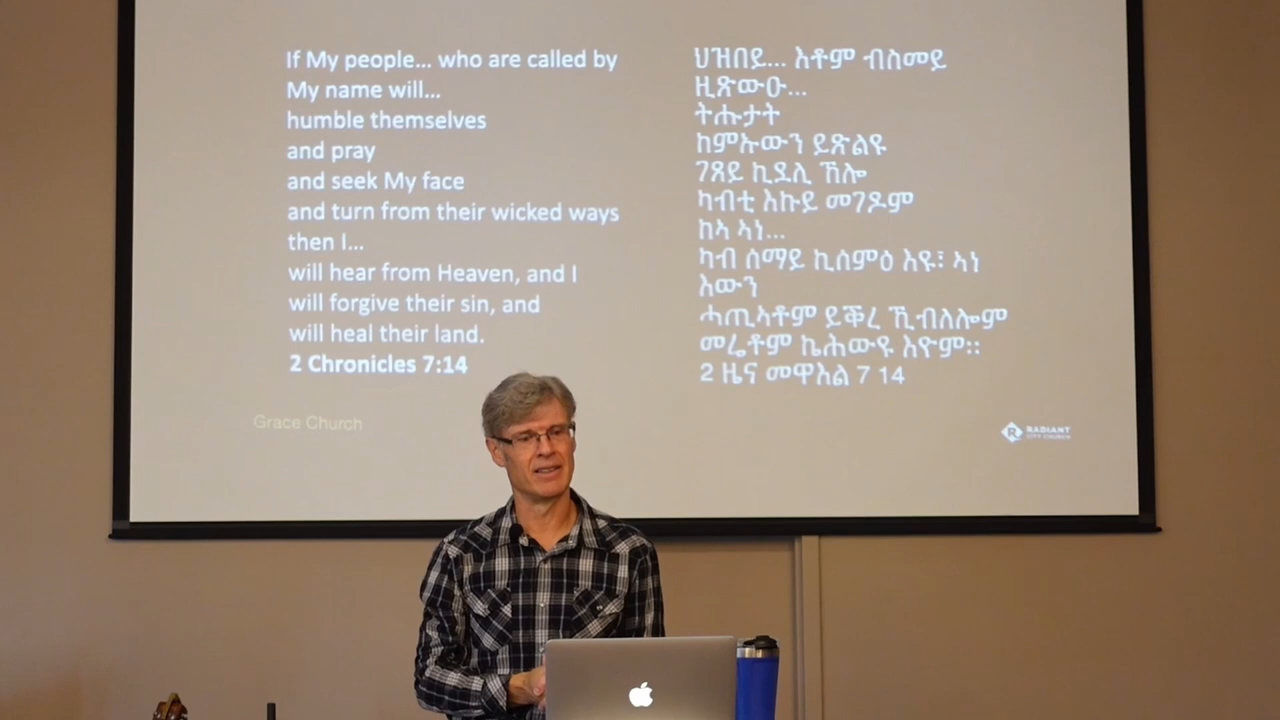 If My people... who are called by
My name will...
humble themselves
and pray
and seek My face
and turn from their wicked ways
then I...
will hear from Heaven, and I
will forgive their sin, and
will heal their land.
2 Chronicles 7:14
ህዝበይ... እቶም ብስመይ
ዚጽውዑ...
ትሑታት
ከምኡውን ይጽልዩ
ገጸይ ኪደሊ ኸሎ
ካብቲ እኩይ መገዶም
ከኣ ኣነ...
ካብ ሰማይ ኪሰምዕ እዩ፣ ኣነ
እውን
ሓጢኣቶም ይቕረ ኺብለሎም
መሬቶም ኬሕውዩ እዮም።
2 ዜና መዋእል 7 14
Grace Church
RADIANT
CITY CHURCH